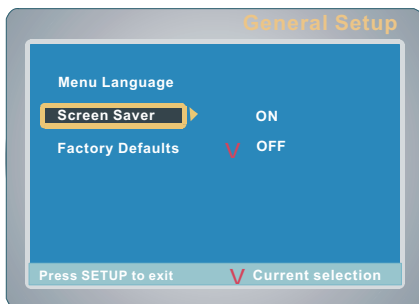 General Setup
Menu Language
Screen Saver ON
Factory Defaults V OFF
Press SETUP to exit V Current selection